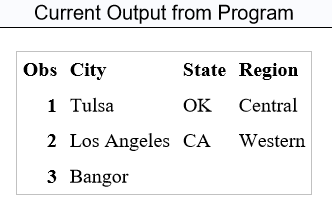 Current Output from Program
Obs City State Region
1 Tulsa OK Central
2 Los Angeles CA Western
3 Bangor